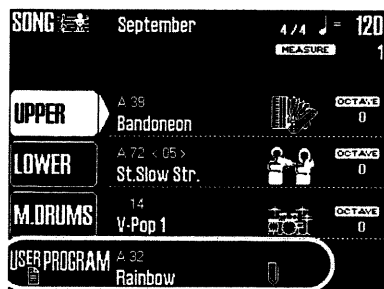 SONG September 4/4 ♩= 120
MEASURE 1
UPPER A.39 OCTAVE
Bandoneon 0
LOWER A.72 <05> OCTAVE
St.Slow Str. 0
M.DRUMS 14 OCTAVE
V-Pop 1 0
USER PROGRAM A.32
Rainbow